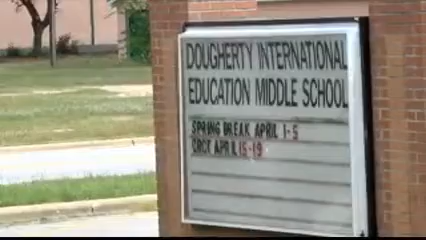 DOUGHERTY INTERNATIONAL
EDUCATION MIDDLE SCHOOL
SPRING BREAK APRIL 1-5
CRCT APRIL 15-19